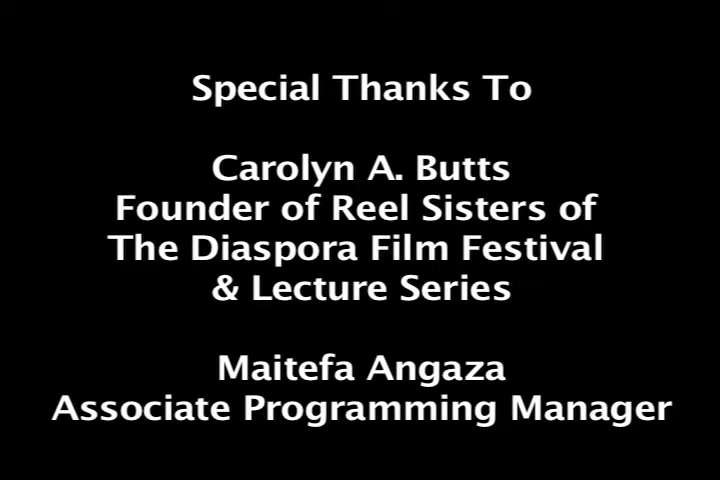 Special Thanks To
Carolyn A. Butts
Founder of Reel Sisters of
The Diaspora Film Festival
& Lecture Series
Maitefa Angaza
Associate Programming Manager